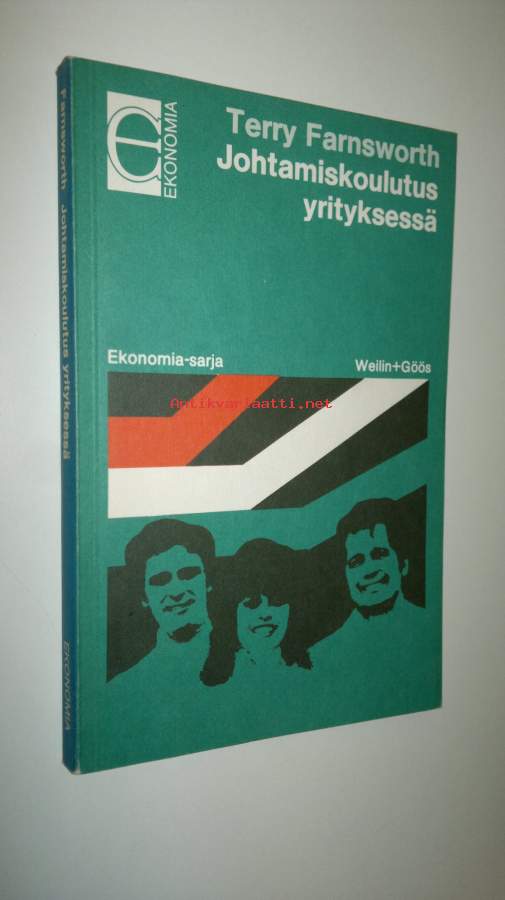 EKONOMIA
Terry Farnsworth
Johtamiskoulutus
yrityksessä
Ekonomia-sarja
Weilin+Göös
Antikvariaatti.net
Farnsworth Johtamiskoulutus yrityksessä
EKONOMIA